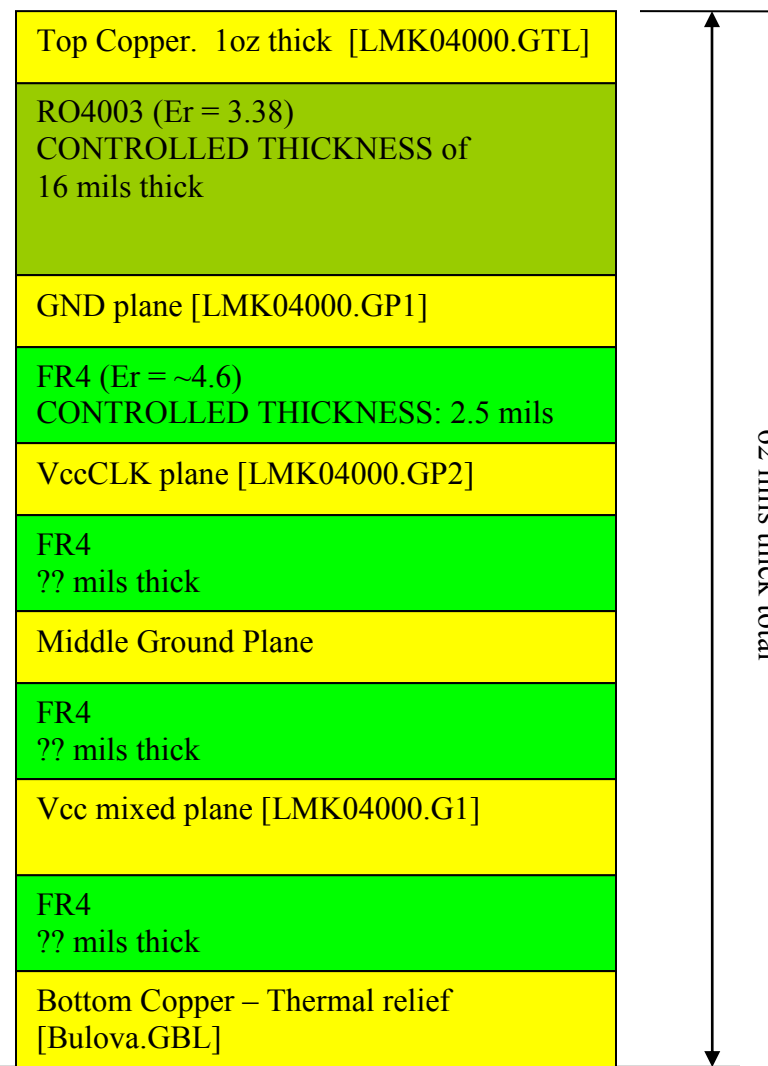 Top Copper.  1oz thick  [LMK04000.GTL]
RO4003 (Er = 3.38)
CONTROLLED THICKNESS of
16 mils thick
GND plane [LMK04000.GP1]
FR4 (Er = ~4.6)
CONTROLLED THICKNESS: 2.5 mils
VccCLK plane [LMK04000.GP2]
FR4
?? mils thick
Middle Ground Plane
FR4
?? mils thick
Vcc mixed plane [LMK04000.G1]
FR4
?? mils thick
Bottom Copper – Thermal relief
[Bulova.GBL]
thick total